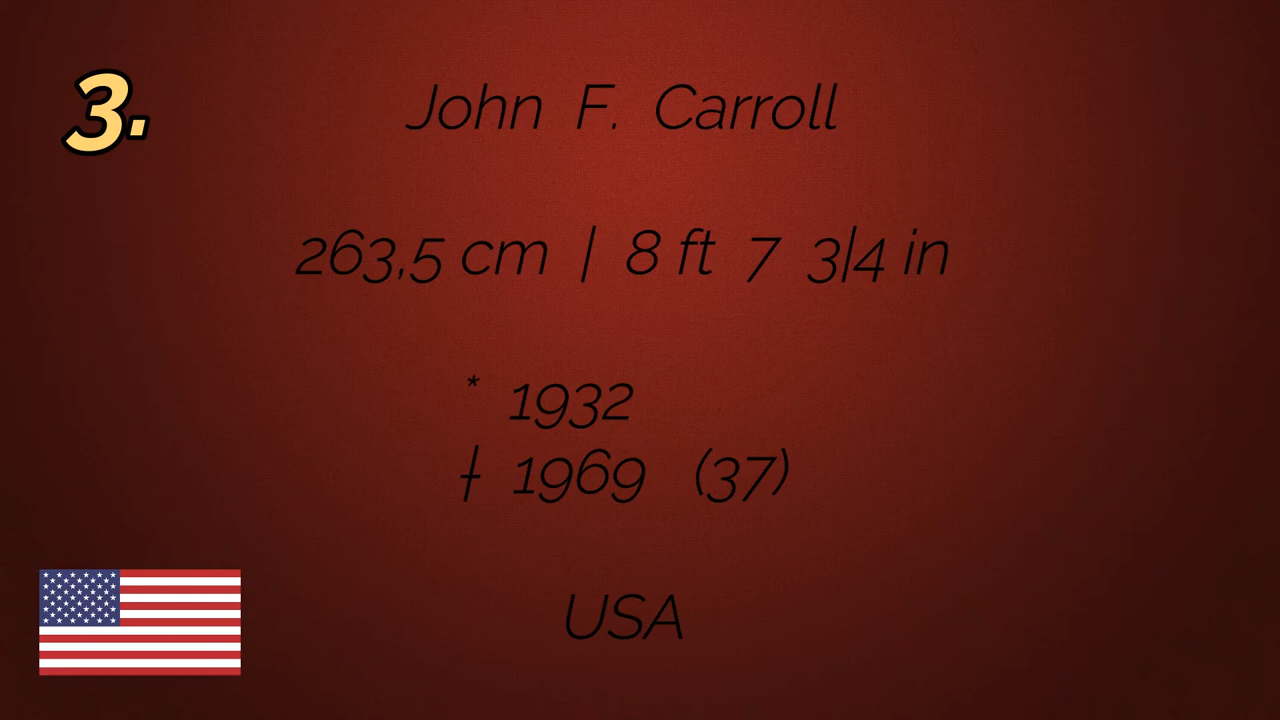 3.
John F. Carroll
263,5 cm | 8 ft 7 3|4 in
* 1932
† 1969 (37)
USA